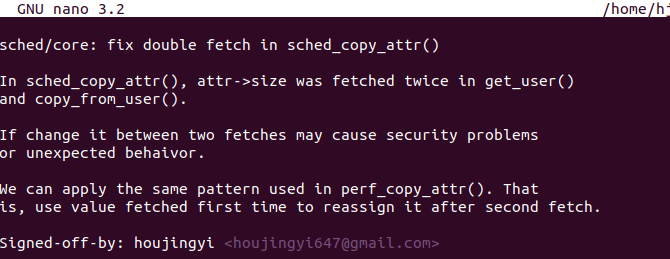 GNU nano 3.2 /home/hj
sched/core: fix double fetch in sched_copy_attr()
In sched_copy_attr(), attr->size was fetched twice in get_user()
and copy_from_user().
If change it between two fetches may cause security problems
or unexpected behaivor.
We can apply the same pattern used in perf_copy_attr(). That
is, use value fetched first time to reassign it after second fetch.
Signed-off-by: houjingyi <houjingyi647@gmail.com>